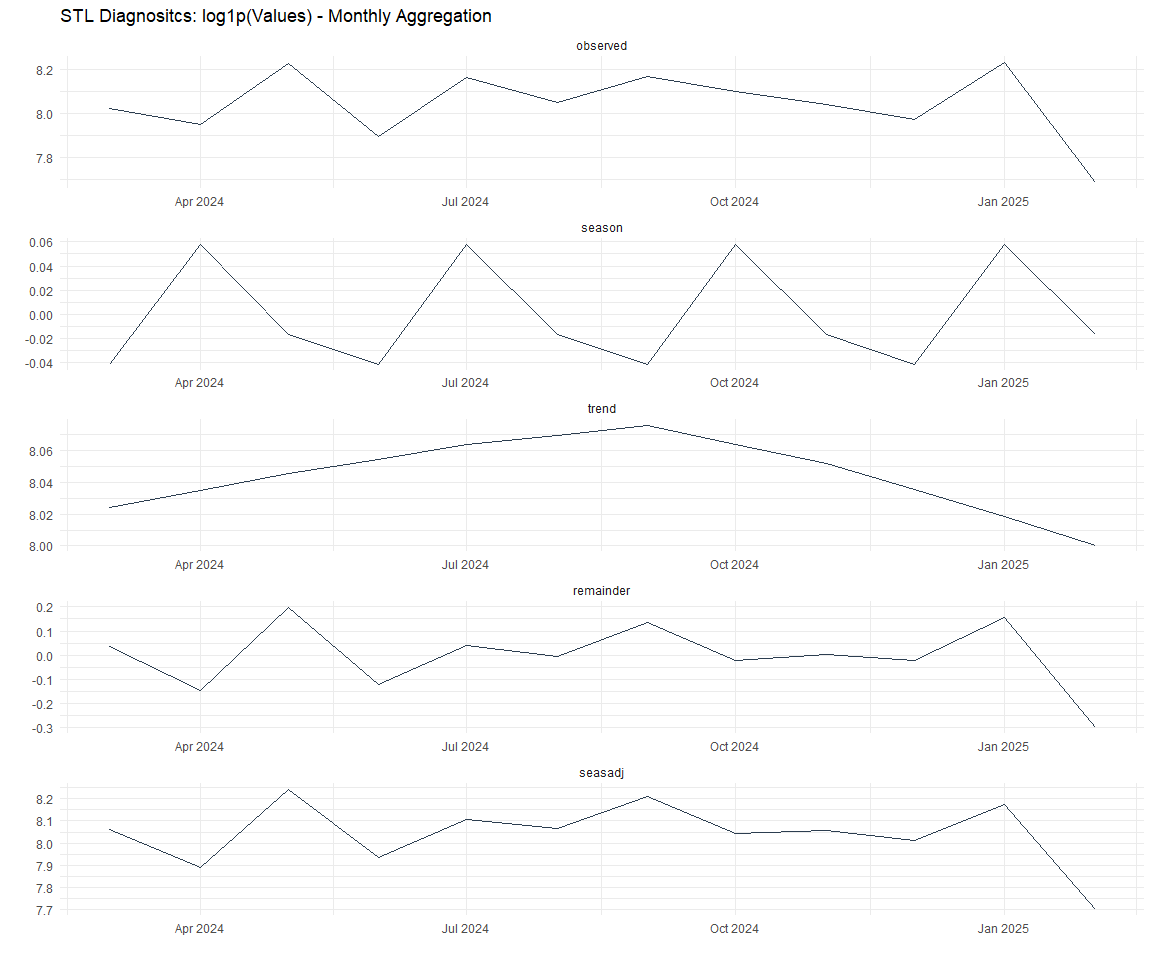 STL Diagnositcs: log1p(Values) - Monthly Aggregation
observed
8.2
8.0
7.8
Apr 2024 Jul 2024 Oct 2024 Jan 2025
season
0.06
0.04
0.02
0.00
-0.02
-0.04
Apr 2024 Jul 2024 Oct 2024 Jan 2025
trend
8.06
8.04
8.02
8.00
Apr 2024 Jul 2024 Oct 2024 Jan 2025
remainder
0.2
0.1
0.0
-0.1
-0.2
-0.3
Apr 2024 Jul 2024 Oct 2024 Jan 2025
seasadj
8.2
8.1
8.0
7.9
7.8
7.7
Apr 2024 Jul 2024 Oct 2024 Jan 2025